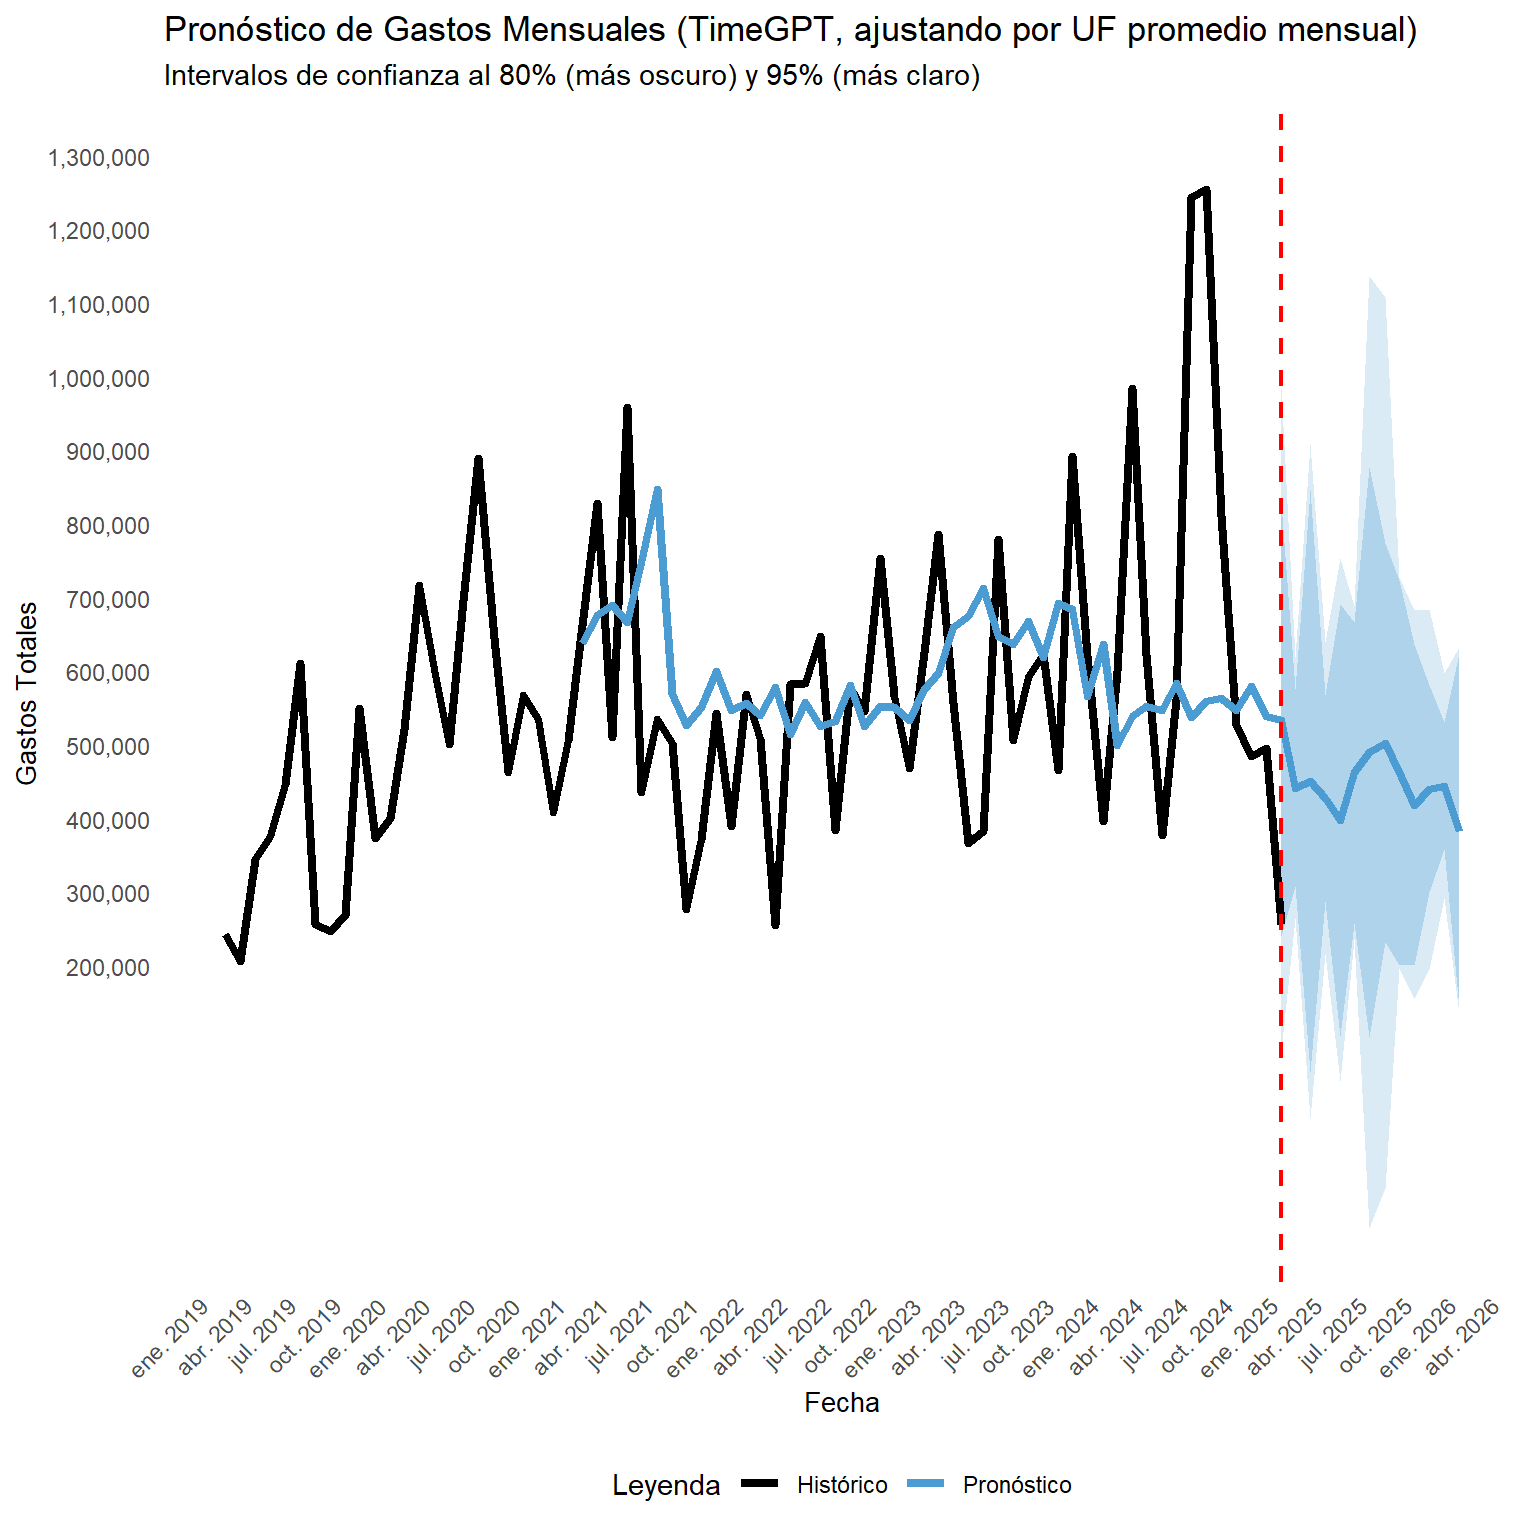 Pronóstico de Gastos Mensuales (TimeGPT, ajustando por UF promedio mensual)
Intervalos de confianza al 80% (más oscuro) y 95% (más claro)
Gastos Totales
1,300,000
1,200,000
1,100,000
1,000,000
900,000
800,000
700,000
600,000
500,000
400,000
300,000
200,000
ene. 2019
abr. 2019
jul. 2019
oct. 2019
ene. 2020
abr. 2020
jul. 2020
oct. 2020
ene. 2021
abr. 2021
jul. 2021
oct. 2021
ene. 2022
abr. 2022
jul. 2022
oct. 2022
ene. 2023
abr. 2023
jul. 2023
oct. 2023
ene. 2024
abr. 2024
jul. 2024
oct. 2024
ene. 2025
abr. 2025
jul. 2025
oct. 2025
ene. 2026
abr. 2026
Fecha
Leyenda Histórico Pronóstico